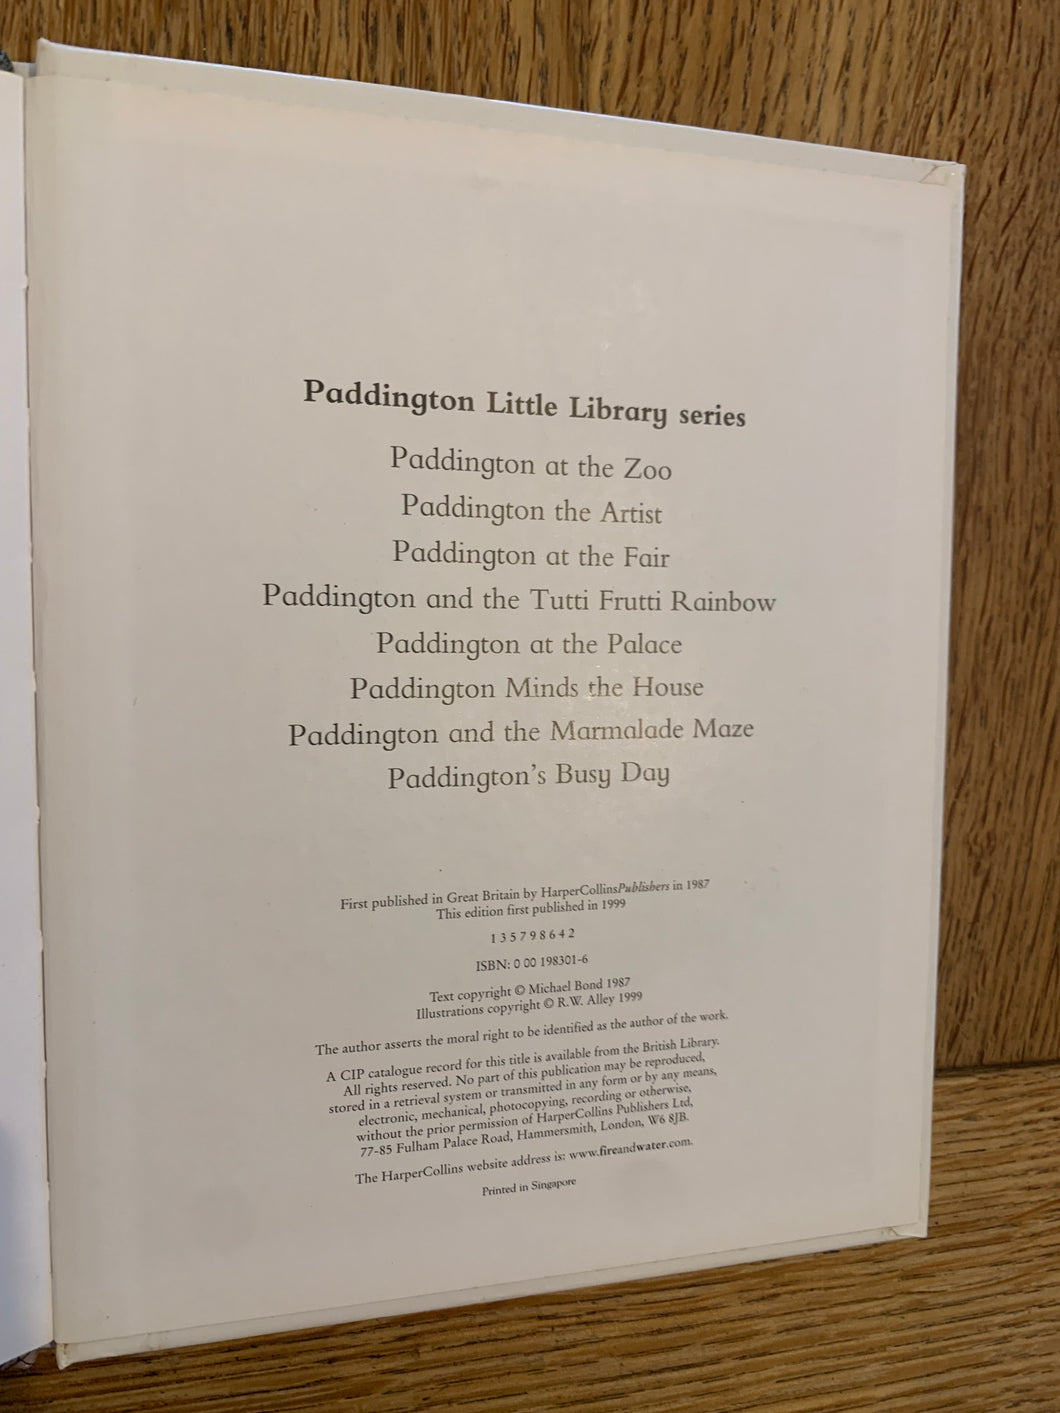 Paddington Little Library series
Paddington at the Zoo
Paddington the Artist
Paddington at the Fair
Paddington and the Tutti Frutti Rainbow
Paddington at the Palace
Paddington Minds the House
Paddington and the Marmalade Maze
Paddington's Busy Day
First published in Great Britain by HarperCollinsPublishers in 1987
This edition first published in 1999
1 3 5 7 9 8 6 4 2
ISBN: 0 00 198301-6
Text copyright © Michael Bond 1987
Illustrations copyright © R.W. Alley 1999
The author asserts the moral right to be identified as the author of the work.
A CIP catalogue record for this title is available from the British Library.
All rights reserved. No part of this publication may be reproduced,
stored in a retrieval system or transmitted in any form or by any means,
electronic, mechanical, photocopying, recording or otherwise,
without the prior permission of HarperCollins Publishers Ltd,
77-85 Fulham Palace Road, Hammersmith, London, W6 8JB.
The HarperCollins website address is: www.fireandwater.com.
Printed in Singapore